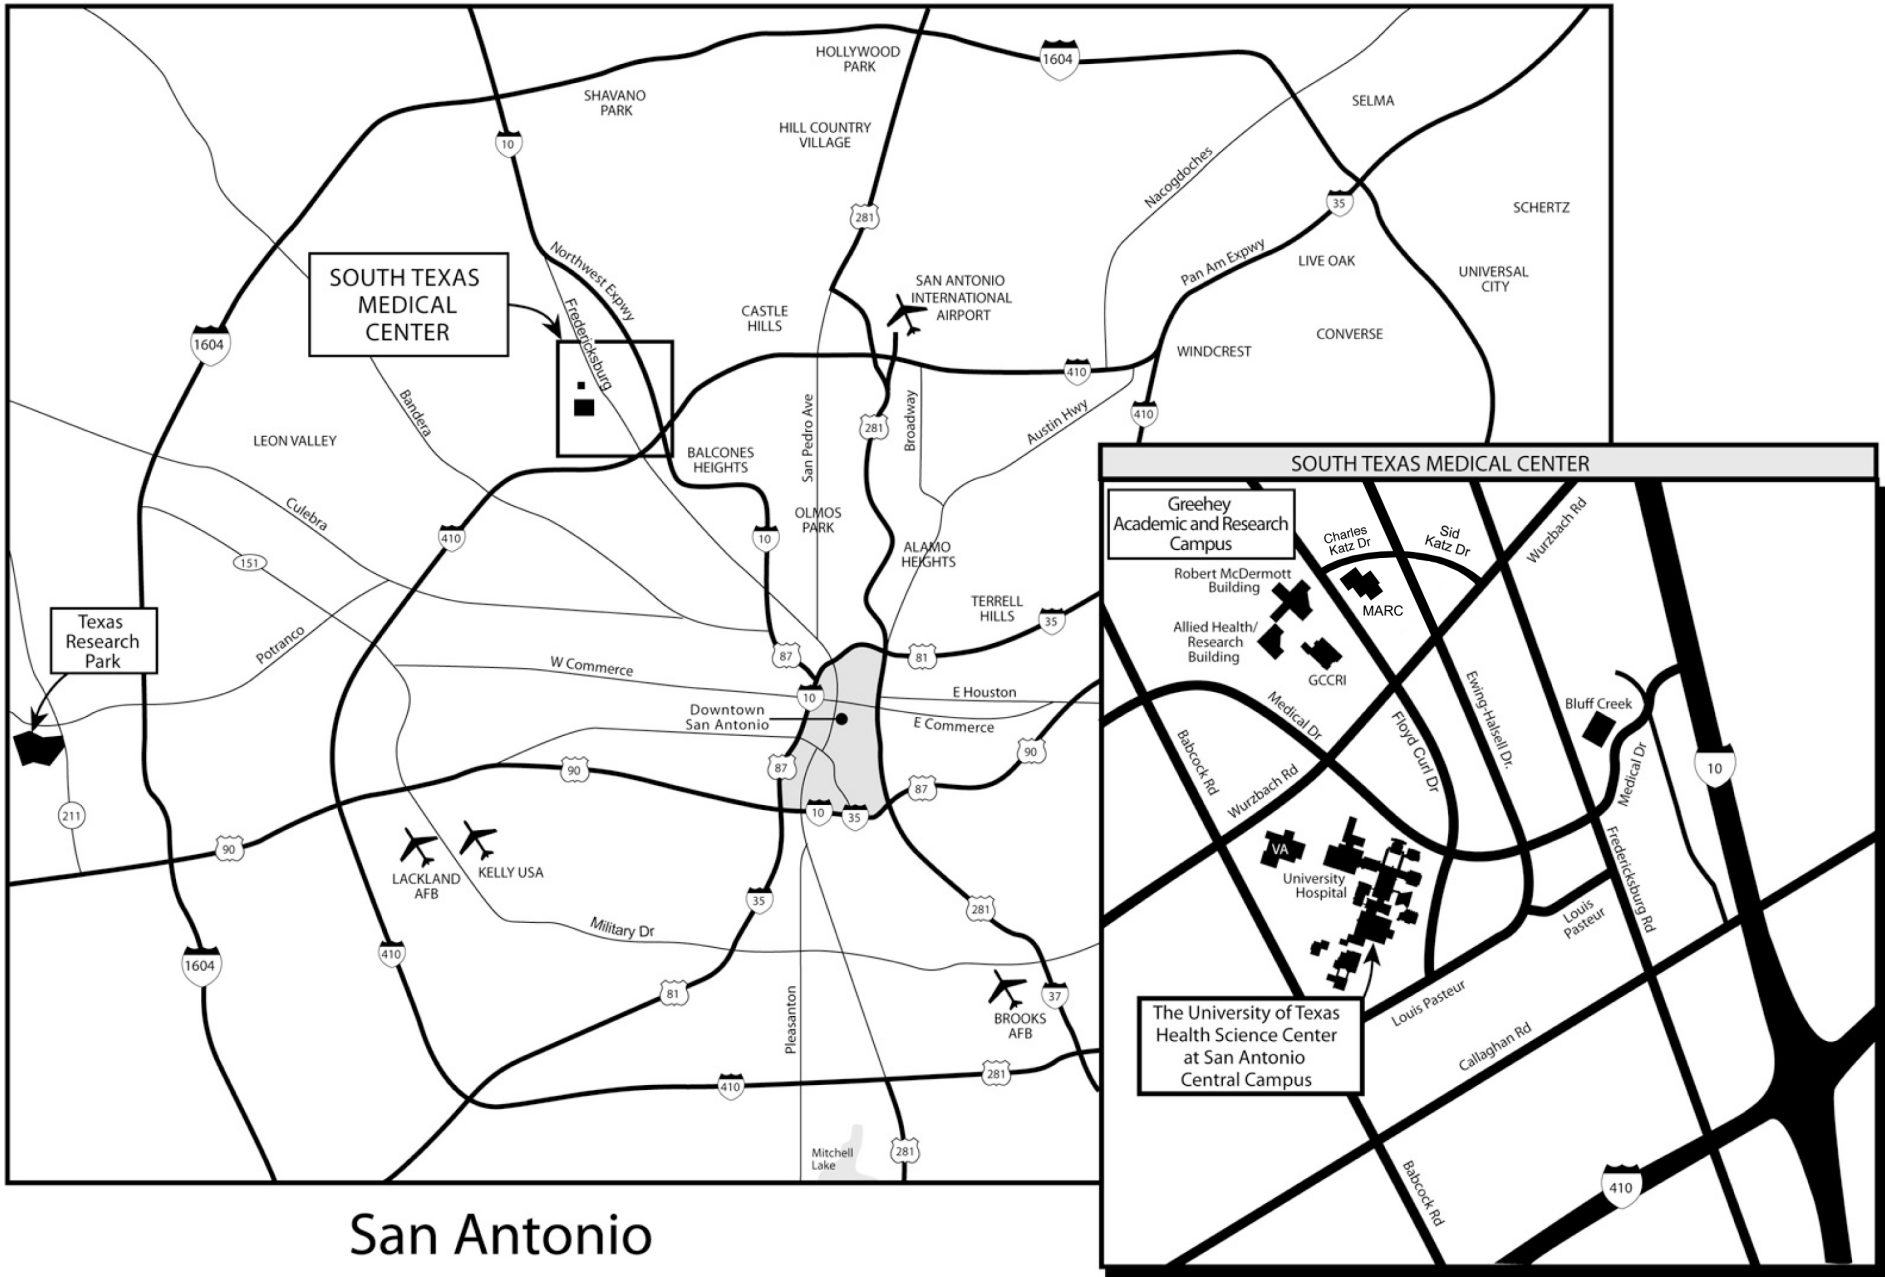 HOLLYWOOD
PARK
1604
SHAVANO
PARK
SELMA
HILL COUNTRY
VILLAGE
10
Nacogdoches
35
281
SCHERTZ
Northwest Expwy
Pan Am Expwy
LIVE OAK
UNIVERSAL
CITY
SOUTH TEXAS
MEDICAL
CENTER
SAN ANTONIO
INTERNATIONAL
AIRPORT
Fredericksburg
CASTLE
HILLS
CONVERSE
1604
WINDCREST
410
Bandera
San Pedro Ave
Broadway
Austin Hwy
410
281
LEON VALLEY
BALCONES
HEIGHTS
Culebra
OLMOS
PARK
410
10
ALAMO
HEIGHTS
151
TERRELL
HILLS
35
Texas
Research
Park
Potranco
W Commerce
87
81
10
E Houston
Downtown
San Antonio
E Commerce
90
87
90
87
10
35
211
90
LACKLAND
AFB
KELLY USA
35
281
Military Dr
410
1604
81
37
BROOKS
AFB
Pleasanton
410
281
Mitchell
Lake
281
San Antonio
SOUTH TEXAS MEDICAL CENTER
Greehey
Academic and Research
Campus
Charles
Katz Dr
Sid
Katz Dr
Wurzbach Rd
Robert McDermott
Building
MARC
Allied Health/
Research
Building
GCCRI
Ewing-Halsell Dr.
Bluff Creek
Medical Dr
Floyd Curl Dr
Babcock Rd
Medical Dr
10
Wurzbach Rd
VA
University
Hospital
Fredericksburg Rd
Louis
Pasteur
Louis Pasteur
The University of Texas
Health Science Center
at San Antonio
Central Campus
Callaghan Rd
Babcock Rd
410